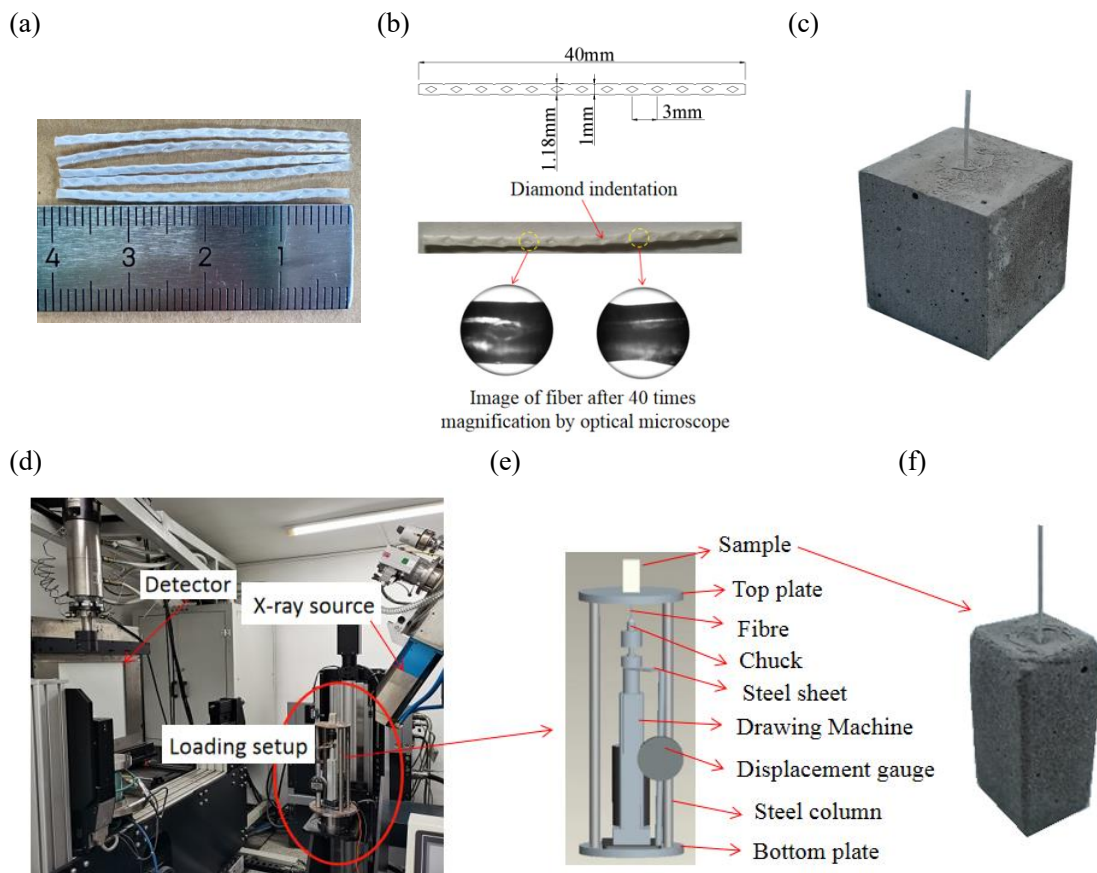 (a)
(b)
(c)
40mm
1.18mm
1mm
3mm
Diamond indentation
4 3 2 1
Image of fiber after 40 times
magnification by optical microscope
(d)
(e)
(f)
Detector
X-ray source
Loading setup
Sample
Top plate
Fibre
Chuck
Steel sheet
Drawing Machine
Displacement gauge
Steel column
Bottom plate